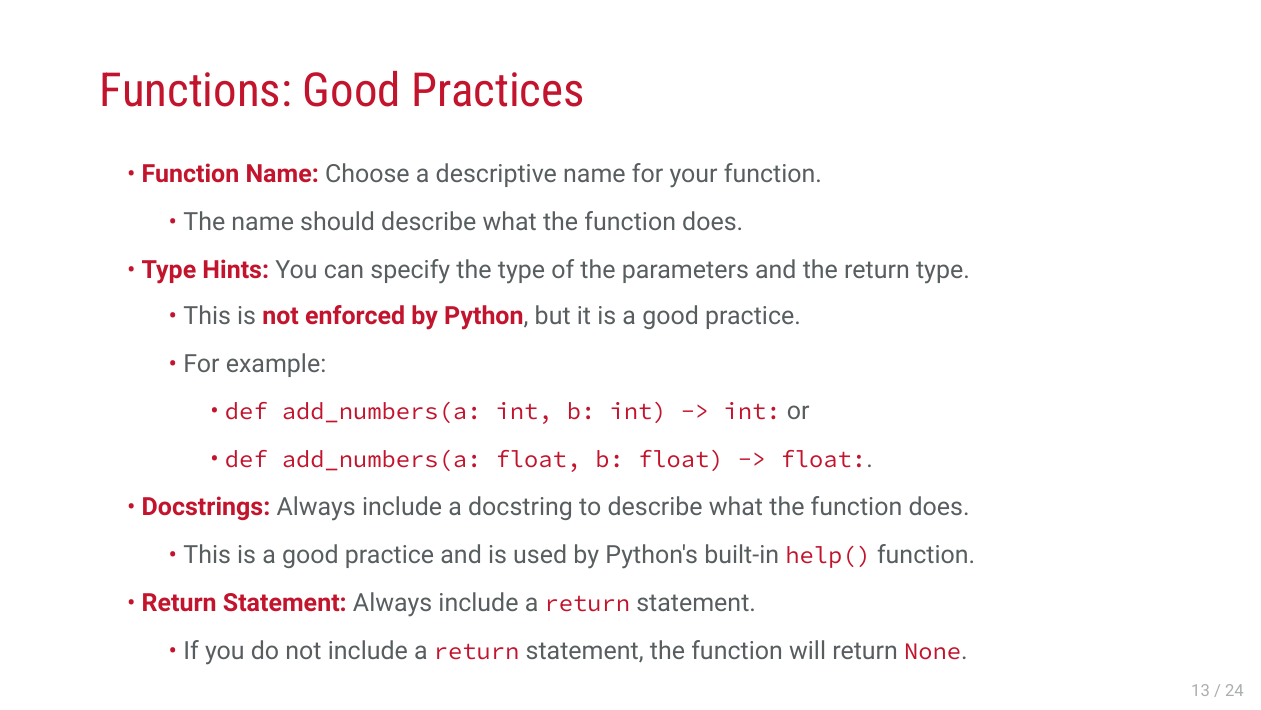 Functions: Good Practices
• Function Name: Choose a descriptive name for your function.
• The name should describe what the function does.
• Type Hints: You can specify the type of the parameters and the return type.
• This is not enforced by Python, but it is a good practice.
• For example:
• def add_numbers(a: int, b: int) -> int: or
• def add_numbers(a: float, b: float) -> float:.
• Docstrings: Always include a docstring to describe what the function does.
• This is a good practice and is used by Python's built-in help() function.
• Return Statement: Always include a return statement.
• If you do not include a return statement, the function will return None.
13 / 24